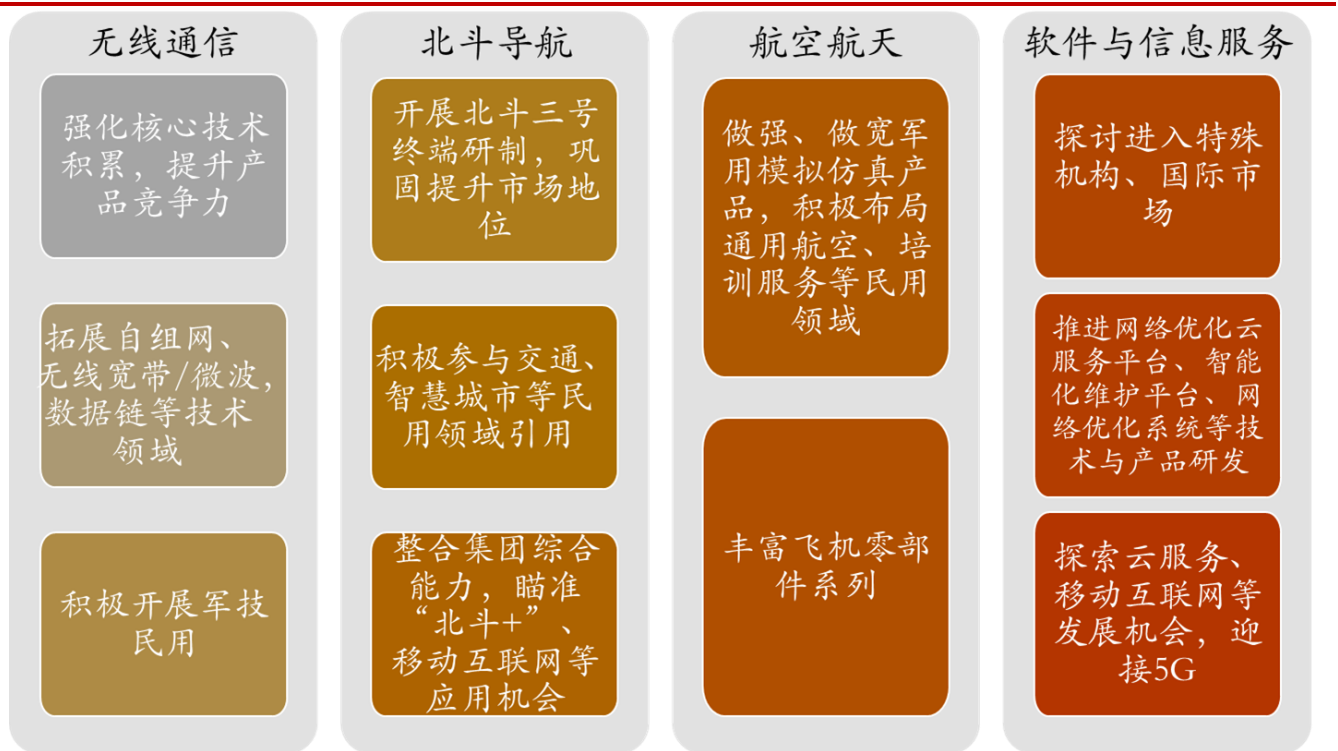 无线通信
强化核心技术
积累，提升产
品竞争力
拓展自组网、
无线宽带/微波，
数据链等技术
领域
积极开展军技
民用
北斗导航
开展北斗三号
终端研制，巩
固提升市场地
位
积极参与交通、
智慧城市等民
用领域引用
整合集团综合
能力，瞄准
“北斗+”、
移动互联网等
应用机会
航空航天
做强、做宽军
用模拟仿真产
品，积极布局
通用航空、培
训服务等民用
领域
丰富飞机零部
件系列
软件与信息服务
探讨进入特殊
机构、国际市
场
推进网络优化云
服务平台、智能
化维护平台、网
络优化系统等技
术与产品研发
探索云服务、
移动互联网等
发展机会，迎
接5G